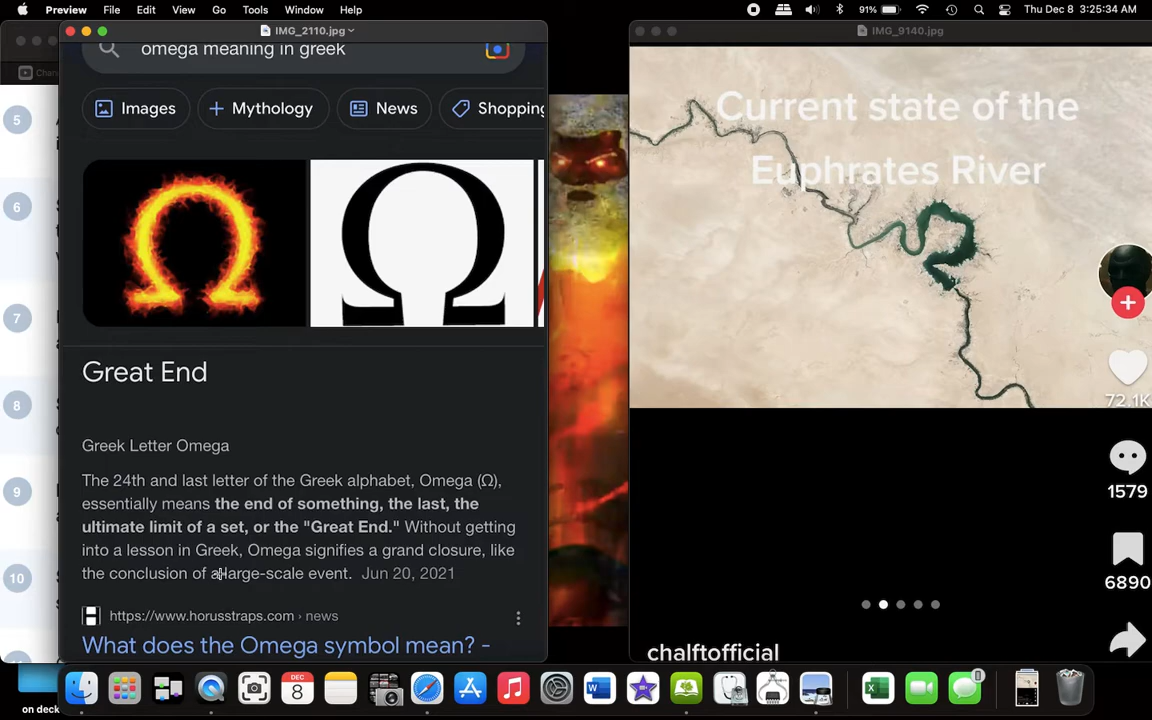 Preview File Edit View Go Tools Window Help
91% Thu Dec 8 3:25:34 AM
IMG_2110.jpg
omega meaning in greek
Images
Mythology
News
Shopping
Great End
Greek Letter Omega
The 24th and last letter of the Greek alphabet, Omega (Ω),
essentially means the end of something, the last, the
ultimate limit of a set, or the "Great End." Without getting
into a lesson in Greek, Omega signifies a grand closure, like
the conclusion of a large-scale event. Jun 20, 2021
https://www.horusstraps.com › news
What does the Omega symbol mean? -
IMG_9140.jpg
Current state of the
Euphrates River
72.1K
1579
6890
chalftofficial
5
6
7
8
9
10
Chan
DEC
8
on deck